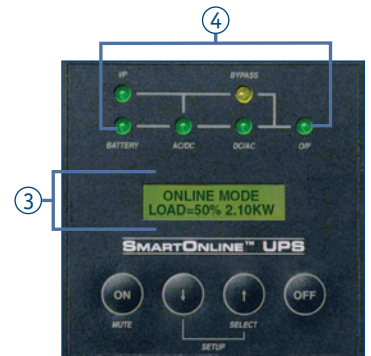 4
I/P BYPASS
BATTERY AC/DC DC/AC O/P
3
ONLINE MODE
LOAD=50% 2.10KW
SMARTONLINE™ UPS
ON ↓ ↑ OFF
MUTE SELECT
SETUP